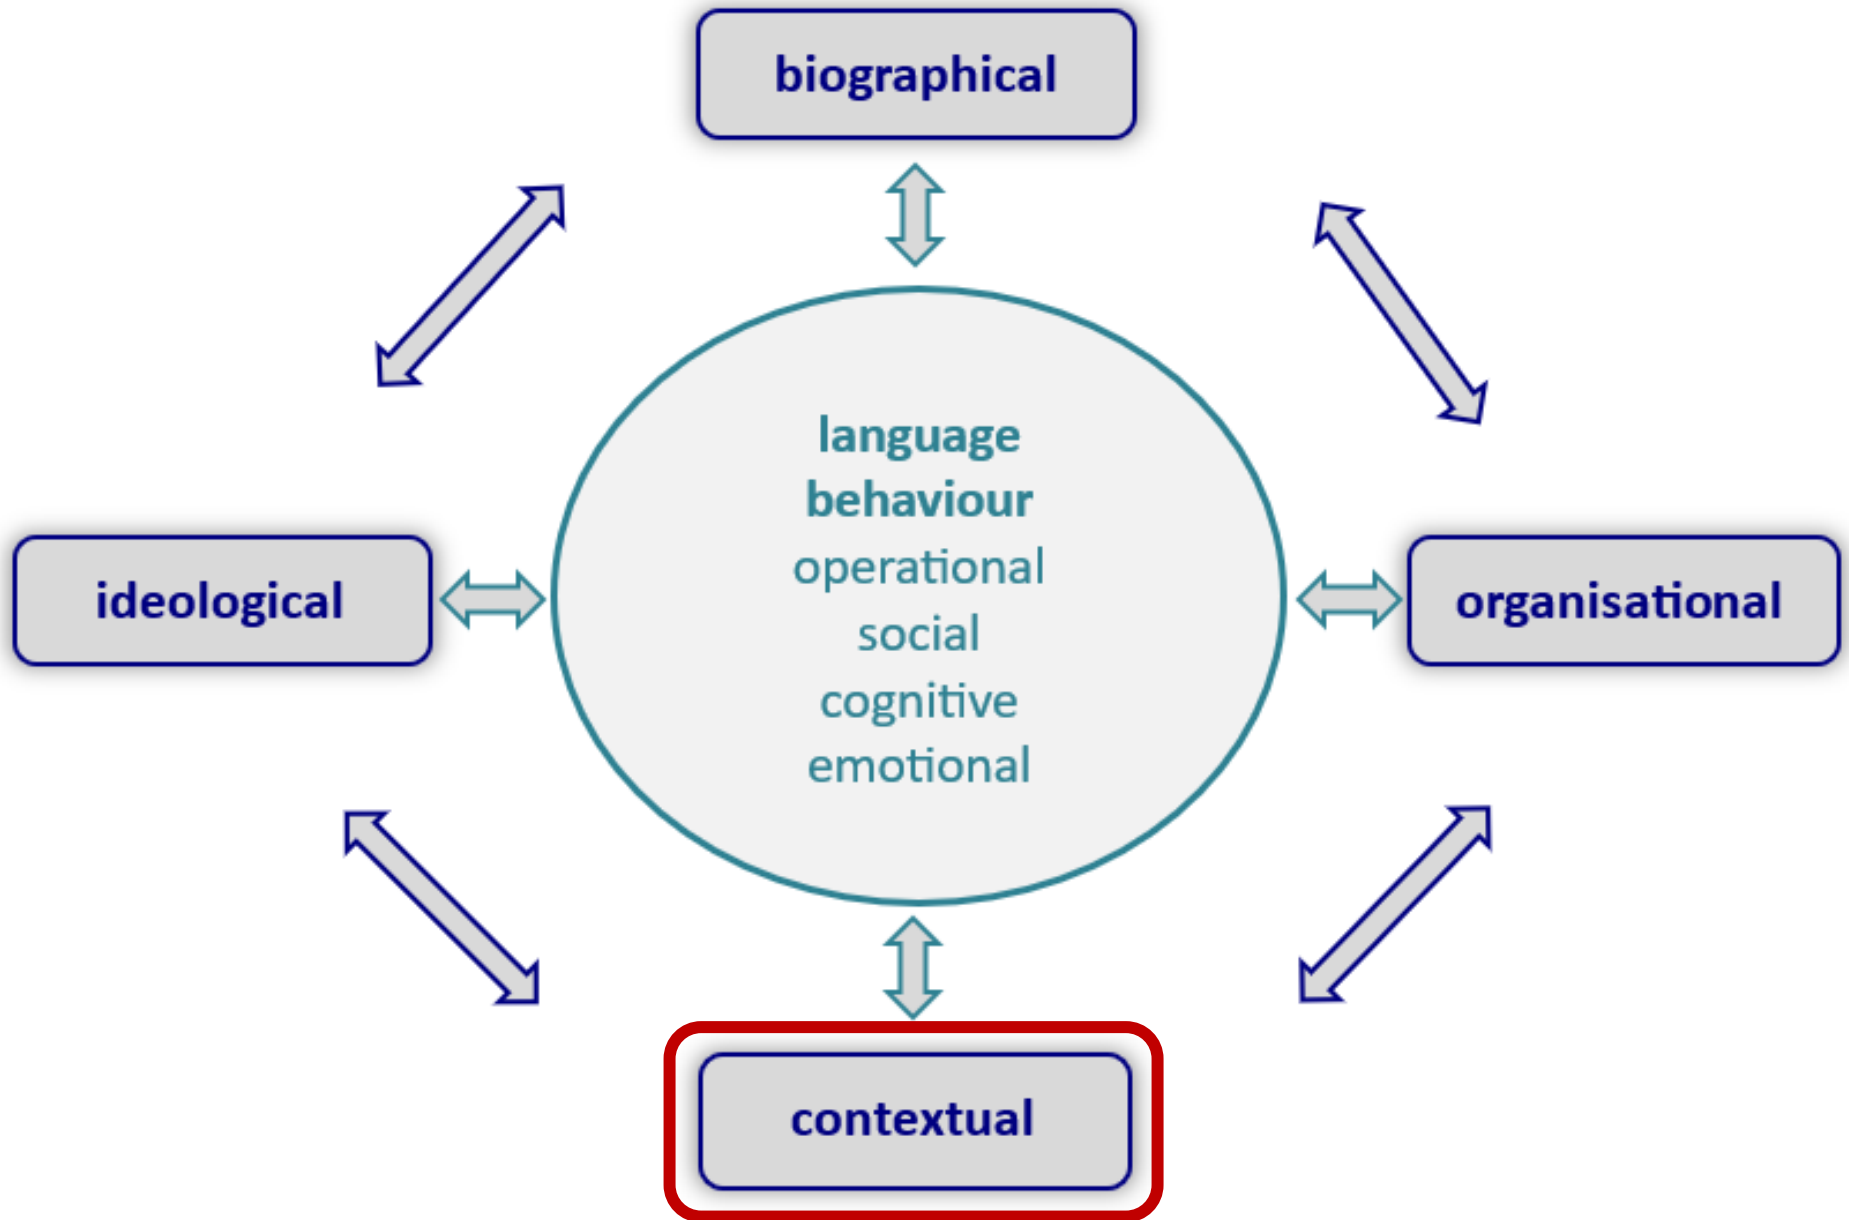 biographical
language
behaviour
operational
social
cognitive
emotional
ideological
organisational
contextual